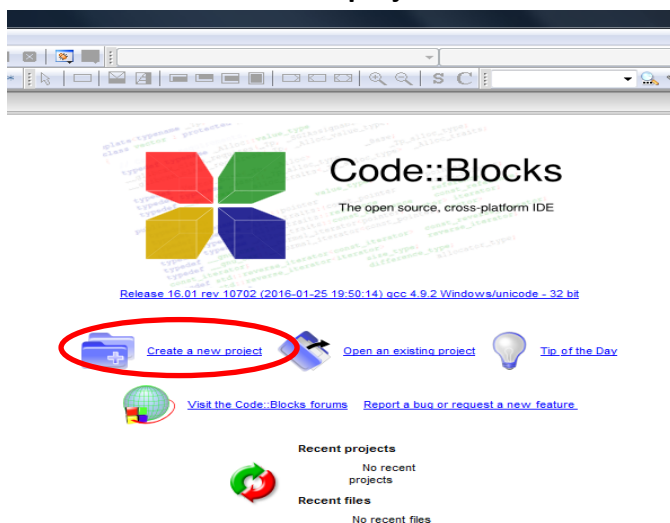 S C
Code::Blocks
The open source, cross-platform IDE
Release 16.01 rev 10702 (2016-01-25 19:50:14) gcc 4.9.2 Windows/unicode - 32 bit
Create a new project Open an existing project Tip of the Day
Visit the Code::Blocks forums Report a bug or request a new feature
Recent projects
No recent
projects
Recent files
No recent files